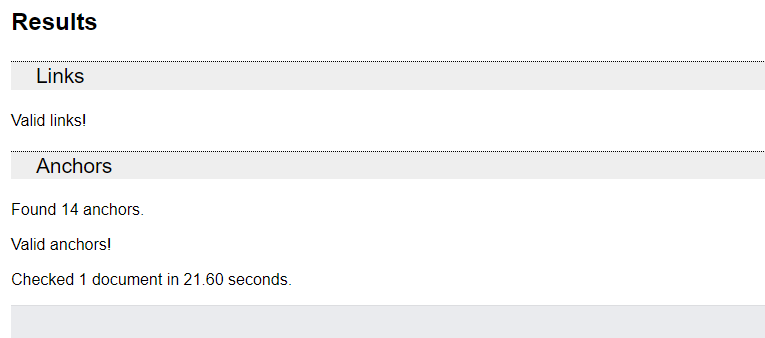 Results
Links
Valid links!
Anchors
Found 14 anchors.
Valid anchors!
Checked 1 document in 21.60 seconds.